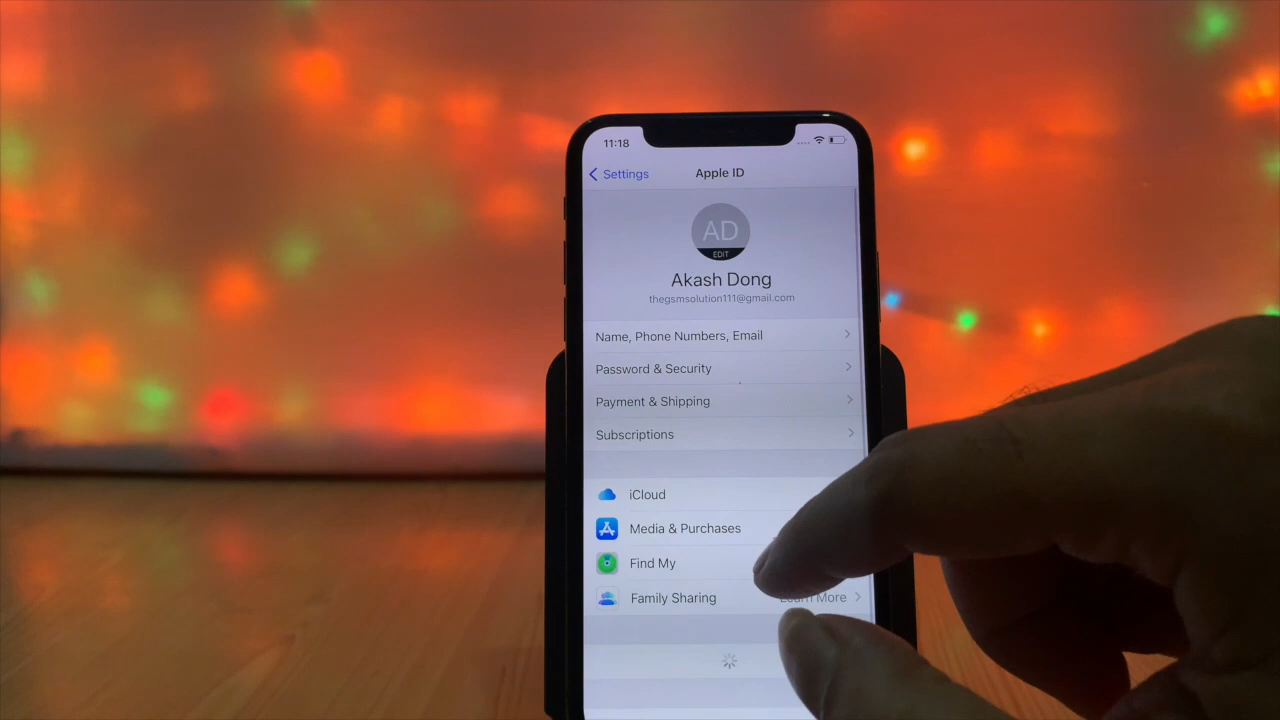 11:18
Settings
Apple ID
AD
EDIT
Akash Dong
thegsmsolution111@gmail.com
Name, Phone Numbers, Email
Password & Security
Payment & Shipping
Subscriptions
iCloud
Media & Purchases
Find My
Family Sharing
Learn More